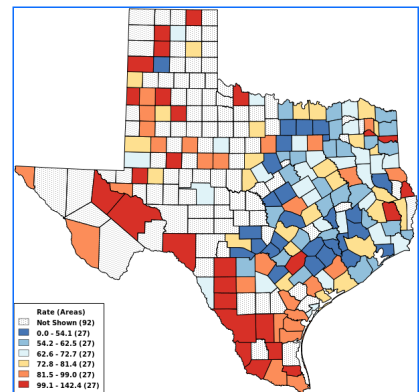 Rate (Areas)
Not Shown (92)
0.0 - 54.1 (27)
54.2 - 62.5 (27)
62.6 - 72.7 (27)
72.8 - 81.4 (27)
81.5 - 99.0 (27)
99.1 - 142.4 (27)